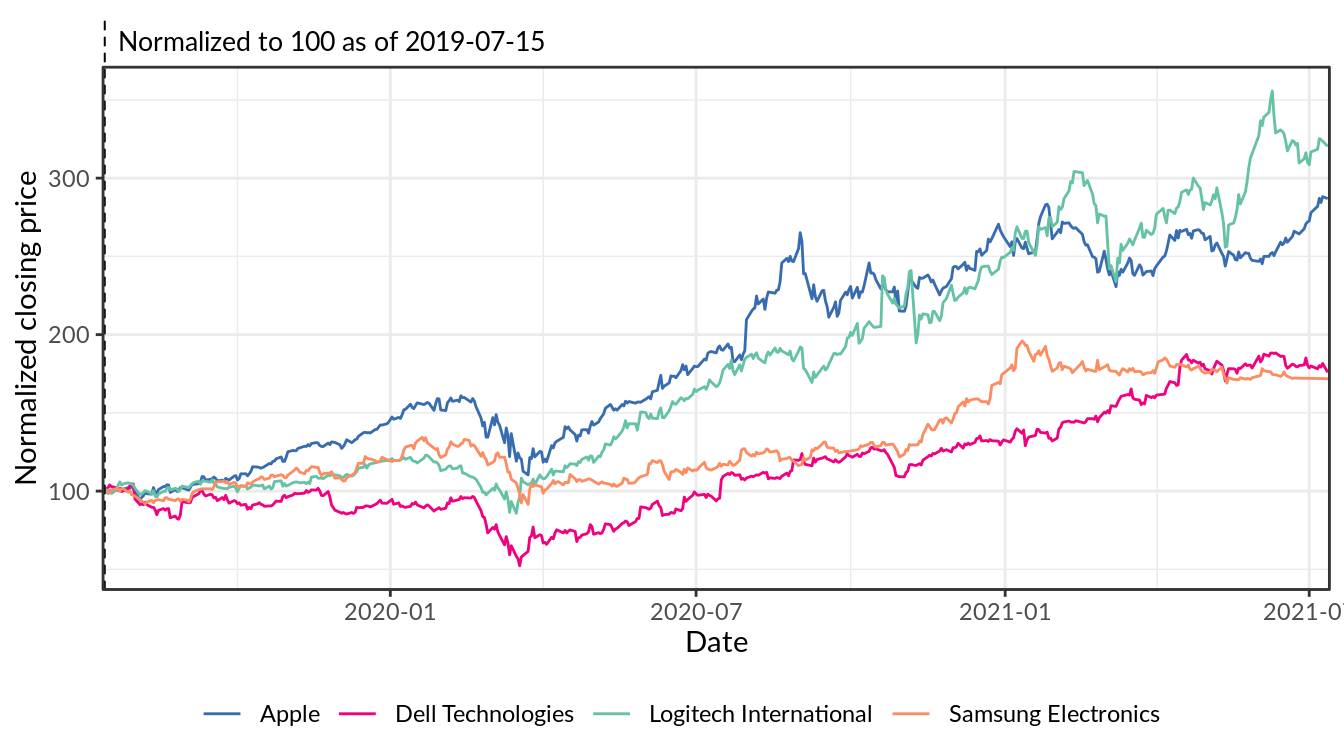 Normalized to 100 as of 2019-07-15
Normalized closing price
300
200
100
2020-01
2020-07
2021-01
2021-0
Date
Apple
Dell Technologies
Logitech International
Samsung Electronics